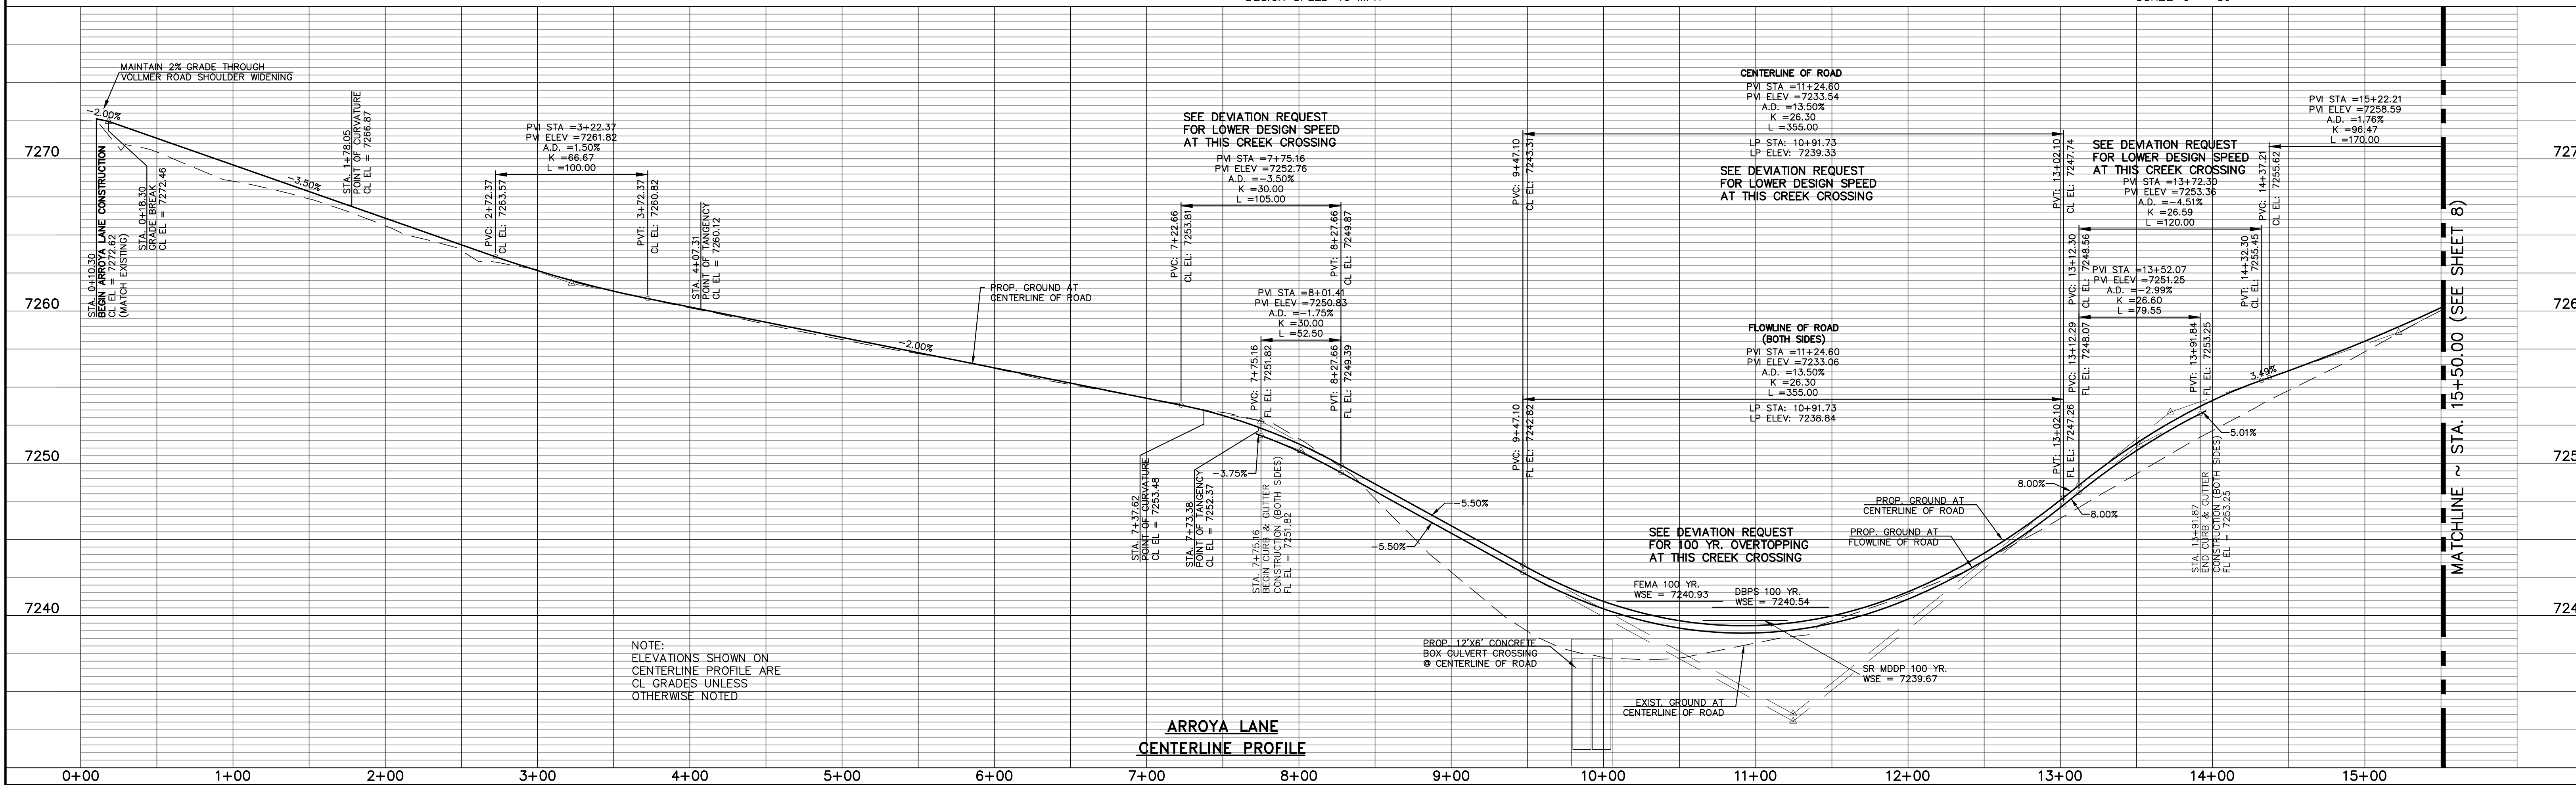 MAINTAIN 2% GRADE THROUGH
VOLLMER ROAD SHOULDER WIDENING
-2.00%
STA. 0+10.30
BEGIN ARROYA LANE CONSTRUCTION
CL EL = 7272.62
(MATCH EXISTING)
STA. 0+18.30
GRADE BREAK
CL EL = 7272.46
-3.50%
STA. 1+78.05
POINT OF CURVATURE
CL EL = 7266.87
PVI STA =3+22.37
PVI ELEV =7261.82
A.D. =1.50%
K =66.67
L =100.00
PVC: 2+72.37
CL EL: 7263.57
PVT: 3+72.37
CL EL: 7260.82
STA. 4+07.31
POINT OF TANGENCY
CL EL = 7260.12
-2.00%
PROP. GROUND AT
CENTERLINE OF ROAD
SEE DEVIATION REQUEST
FOR LOWER DESIGN SPEED
AT THIS CREEK CROSSING
PVI STA =7+75.16
PVI ELEV =7252.76
A.D. =-3.50%
K =30.00
L =105.00
PVC: 7+22.66
CL EL: 7253.81
PVT: 8+27.66
CL EL: 7249.87
PVI STA =8+01.41
PVI ELEV =7250.83
A.D. =-1.75%
K =30.00
L =52.50
PVC: 7+75.16
FL EL: 7251.82
PVT: 8+27.66
FL EL: 7249.39
STA. 7+37.62
POINT OF CURVATURE
CL EL = 7253.48
STA. 7+73.38
POINT OF TANGENCY
CL EL = 7252.37
-3.75%
STA. 7+75.16
BEGIN CURB & GUTTER
CONSTRUCTION (BOTH SIDES)
FL EL = 7251.82
-5.50%
-5.50%
CENTERLINE OF ROAD
PVI STA =11+24.60
PVI ELEV =7233.54
A.D. =13.50%
K =26.30
L =355.00
LP STA: 10+91.73
LP ELEV: 7239.33
PVC: 9+47.10
CL EL: 7243.31
PVT: 13+02.10
CL EL: 7247.74
SEE DEVIATION REQUEST
FOR LOWER DESIGN SPEED
AT THIS CREEK CROSSING
FLOWLINE OF ROAD
(BOTH SIDES)
PVI STA =11+24.60
PVI ELEV =7233.06
A.D. =13.50%
K =26.30
L =355.00
LP STA: 10+91.73
LP ELEV: 7238.84
PVC: 9+47.10
FL EL: 7242.82
PVT: 13+02.10
FL EL: 7247.26
SEE DEVIATION REQUEST
FOR 100 YR. OVERTOPPING
AT THIS CREEK CROSSING
FEMA 100 YR.
WSE = 7240.93
DBPS 100 YR.
WSE = 7240.54
SR MDDP 100 YR.
WSE = 7239.67
PROP. 12'X6' CONCRETE
BOX CULVERT CROSSING
@ CENTERLINE OF ROAD
EXIST. GROUND AT
CENTERLINE OF ROAD
PROP. GROUND AT
CENTERLINE OF ROAD
PROP. GROUND AT
FLOWLINE OF ROAD
8.00%
8.00%
SEE DEVIATION REQUEST
FOR LOWER DESIGN SPEED
AT THIS CREEK CROSSING
PVI STA =13+72.30
PVI ELEV =7253.36
A.D. =-4.51%
K =26.59
L =120.00
PVC: 13+12.30
CL EL: 7248.56
PVT: 14+32.30
CL EL: 7255.45
PVI STA =13+52.07
PVI ELEV =7251.25
A.D. =-2.99%
K =26.60
L =79.55
PVC: 13+12.29
FL EL: 7248.07
PVT: 13+91.84
FL EL: 7253.25
5.01%
STA. 13+91.87
END CURB & GUTTER
CONSTRUCTION (BOTH SIDES)
FL EL = 7253.25
3.49%
PVI STA =15+22.21
PVI ELEV =7258.59
A.D. =1.76%
K =96.47
L =170.00
PVC: 14+37.21
CL EL: 7255.62
MATCHLINE ~ STA. 15+50.00 (SEE SHEET 8)
NOTE:
ELEVATIONS SHOWN ON
CENTERLINE PROFILE ARE
CL GRADES UNLESS
OTHERWISE NOTED
ARROYA LANE
CENTERLINE PROFILE
7270
7260
7250
7240
727
726
725
724
0+00 1+00 2+00 3+00 4+00 5+00 6+00 7+00 8+00 9+00 10+00 11+00 12+00 13+00 14+00 15+00